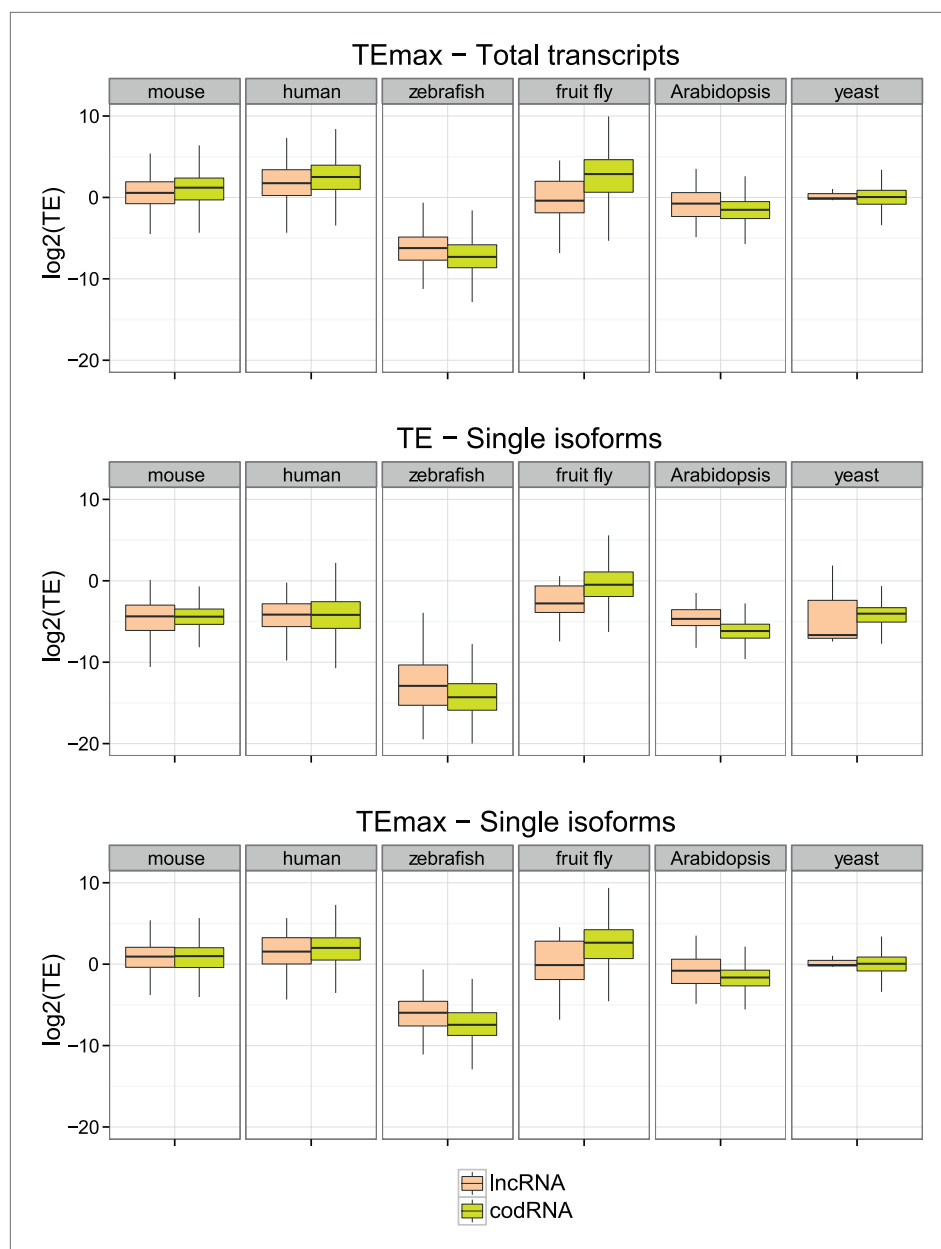 TEmax − Total transcripts
mouse human zebrafish fruit fly Arabidopsis yeast
10
0
−10
−20
log2(TE)
TE − Single isoforms
mouse human zebrafish fruit fly Arabidopsis yeast
10
0
−10
−20
log2(TE)
TEmax − Single isoforms
mouse human zebrafish fruit fly Arabidopsis yeast
10
0
−10
−20
log2(TE)
lncRNA
codRNA